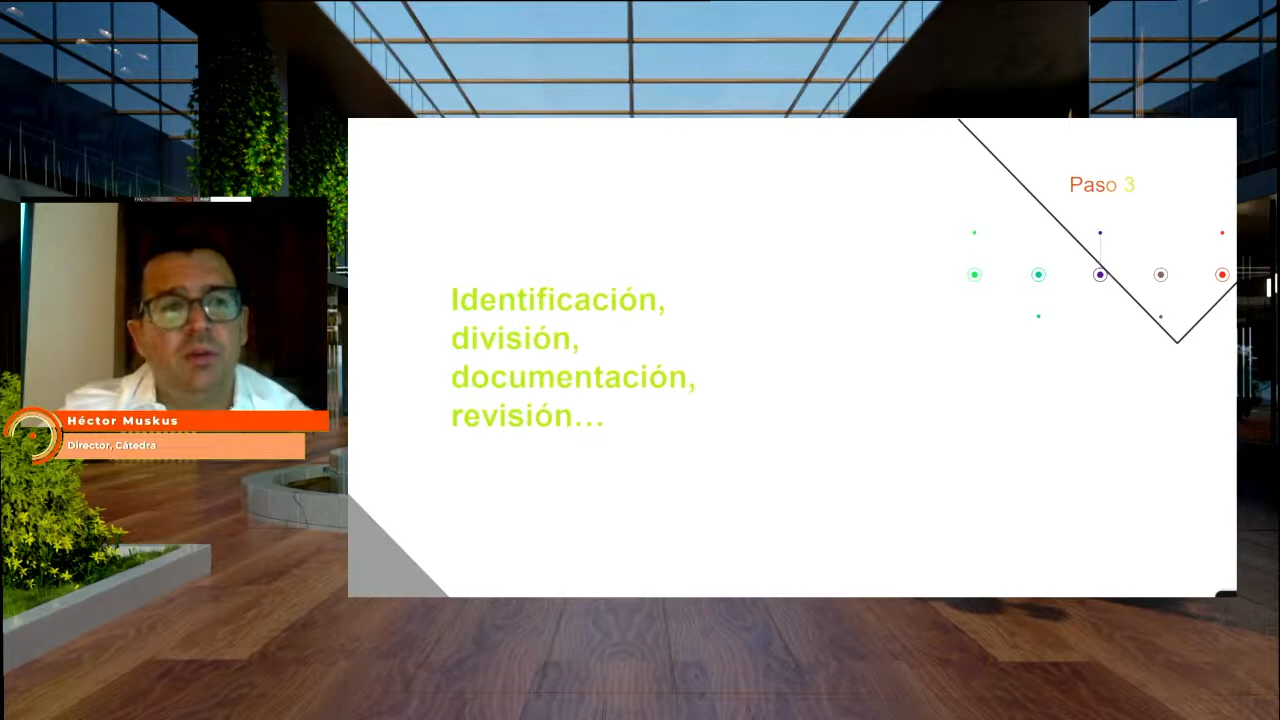 Paso 3
Identificación,
división,
documentación,
revisión...
Héctor Muskus
Director, Cátedra